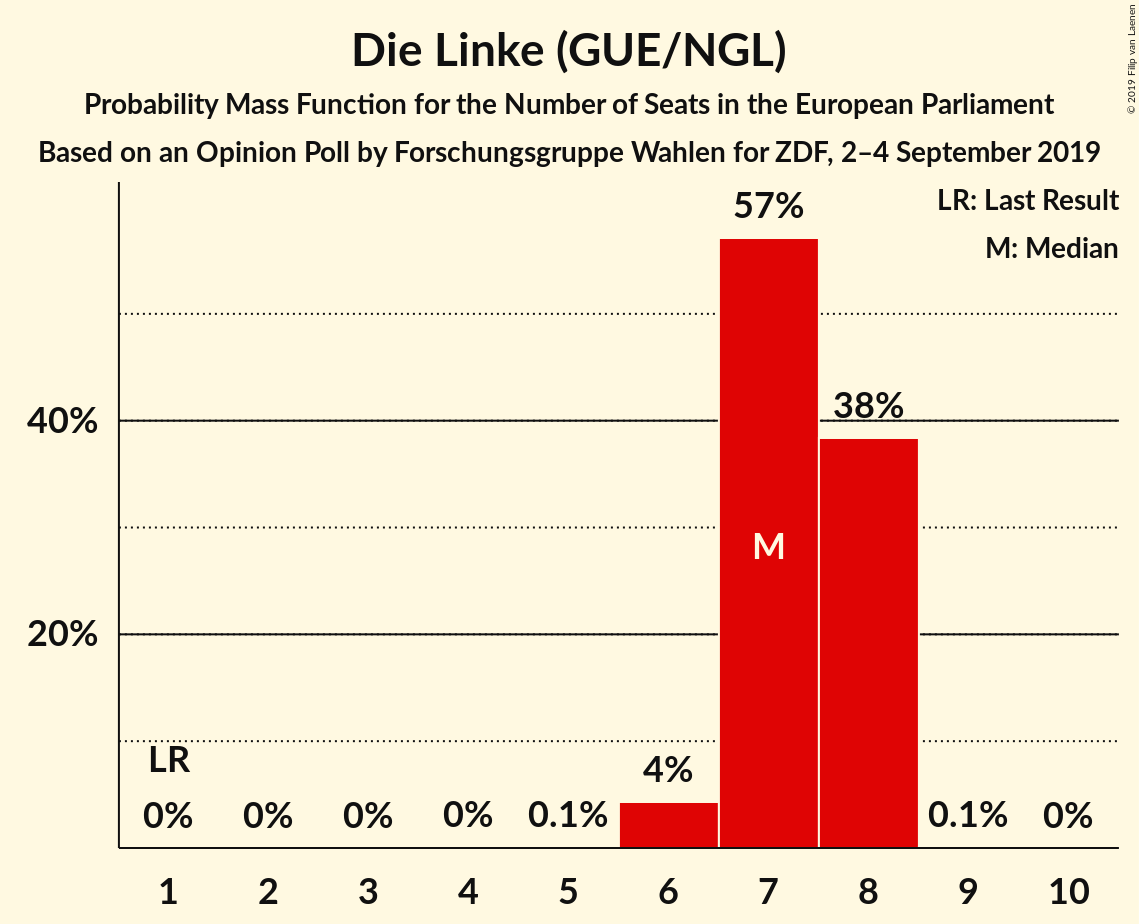 Die Linke (GUE/NGL)
Probability Mass Function for the Number of Seats in the European Parliament
Based on an Opinion Poll by Forschungsgruppe Wahlen for ZDF, 2–4 September 2019
© 2019 Filip van Laenen
LR: Last Result
M: Median
57%
40%
38%
M
20%
LR
4%
0% 0% 0% 0% 0.1% 0.1% 0%
1 2 3 4 5 6 7 8 9 10